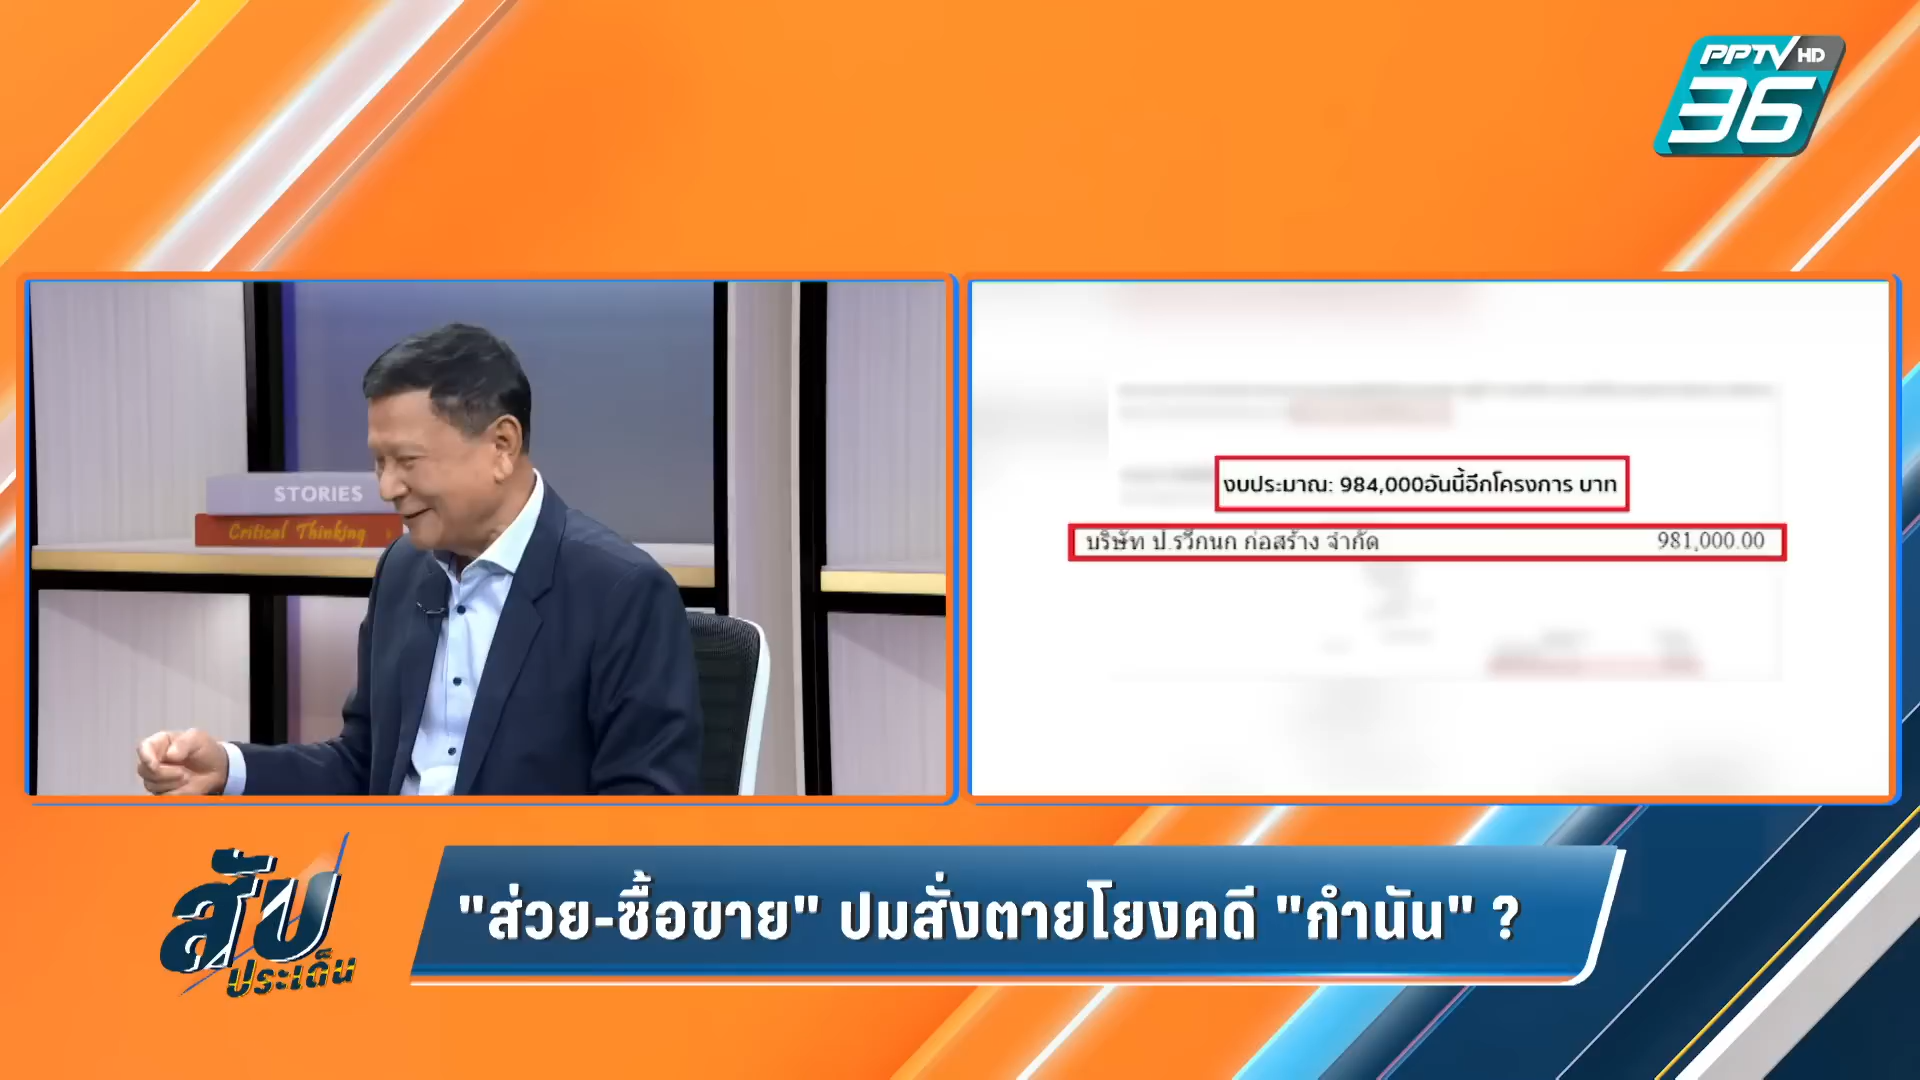 PPTV HD
36
STORIES
Critical Thinking
งบประมาณ: 984,000อันนี้อีกโครงการ บาท
บริษัท ป.รวีกนก ก่อสร้าง จำกัด 981,000.00
สับ
ประเด็น
"ส่วย-ซื้อขาย" ปมสั่งตายโยงคดี "กำนัน" ?